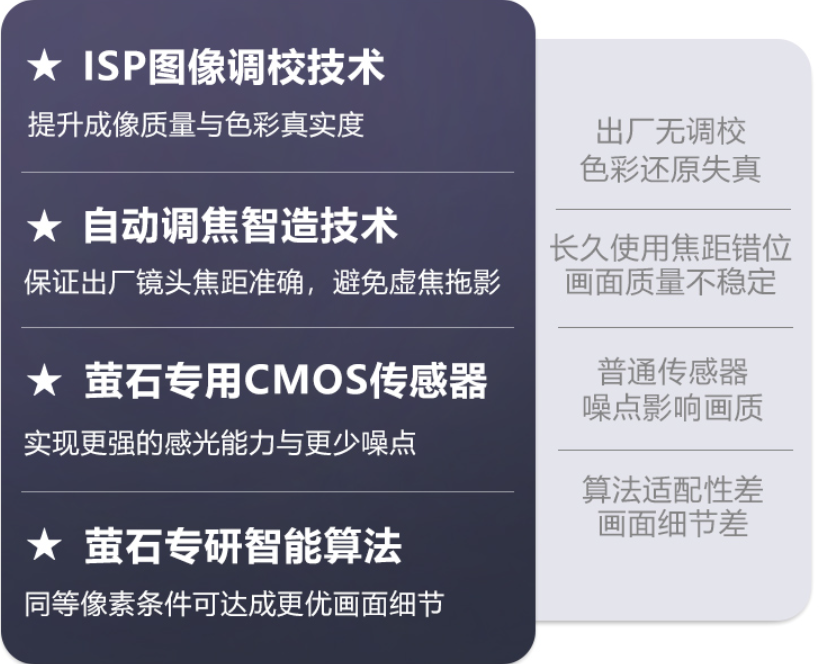 ★ ISP图像调校技术
提升成像质量与色彩真实度
★ 自动调焦智造技术
保证出厂镜头焦距准确，避免虚焦拖影
★ 萤石专用CMOS传感器
实现更强的感光能力与更少噪点
★ 萤石专研智能算法
同等像素条件可达成更优画面细节
出厂无调校
色彩还原失真
长久使用焦距错位
画面质量不稳定
普通传感器
噪点影响画质
算法适配性差
画面细节差